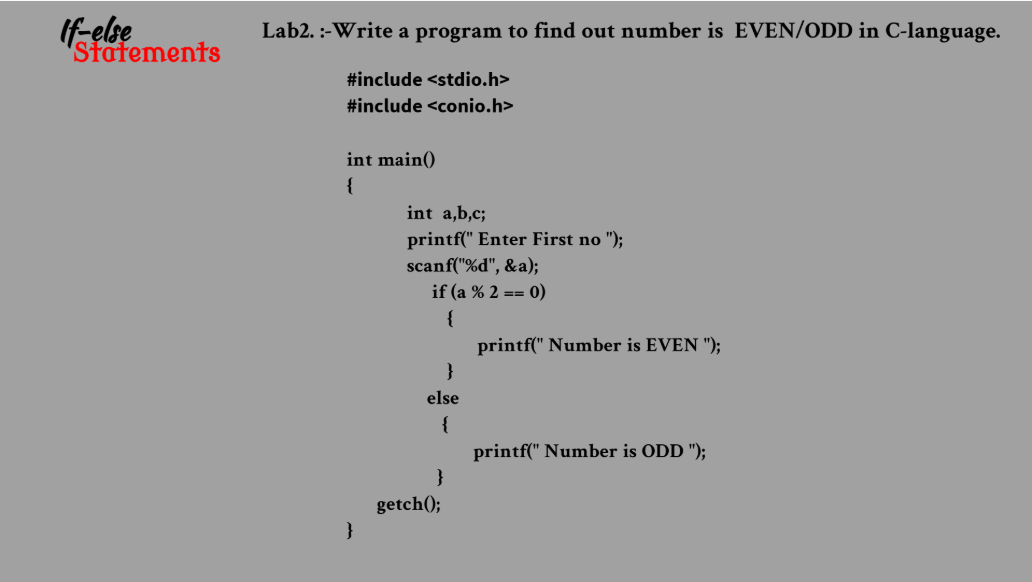 If-else
Statements
Lab2. :-Write a program to find out number is  EVEN/ODD in C-language.
#include <stdio.h>
#include <conio.h>
int main()
{
int  a,b,c;
printf(" Enter First no ");
scanf("%d", &a);
if (a % 2 == 0)
{
printf(" Number is EVEN ");
}
else
{
printf(" Number is ODD ");
}
getch();
}